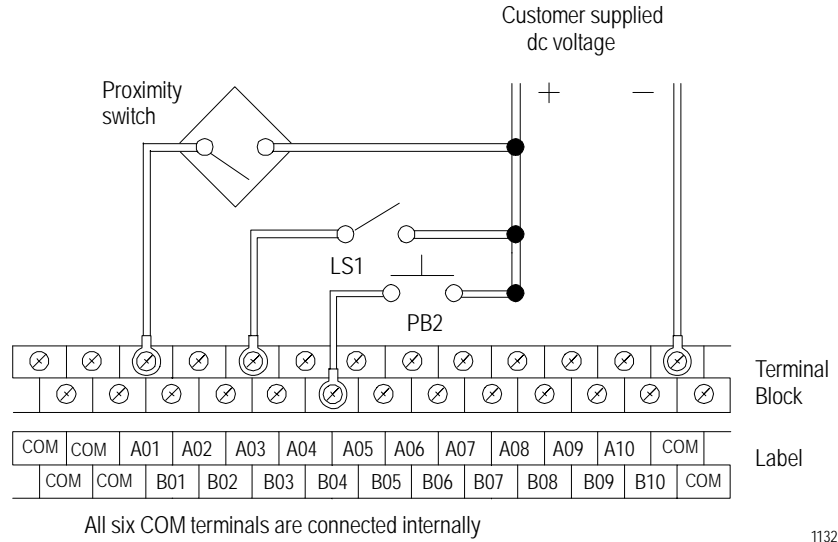 Customer supplied
dc voltage
Proximity
switch
+ —
LS1
PB2
Terminal
Block
COM COM A01 A02 A03 A04 A05 A06 A07 A08 A09 A10 COM
Label
COM COM B01 B02 B03 B04 B05 B06 B07 B08 B09 B10 COM
All six COM terminals are connected internally
1132